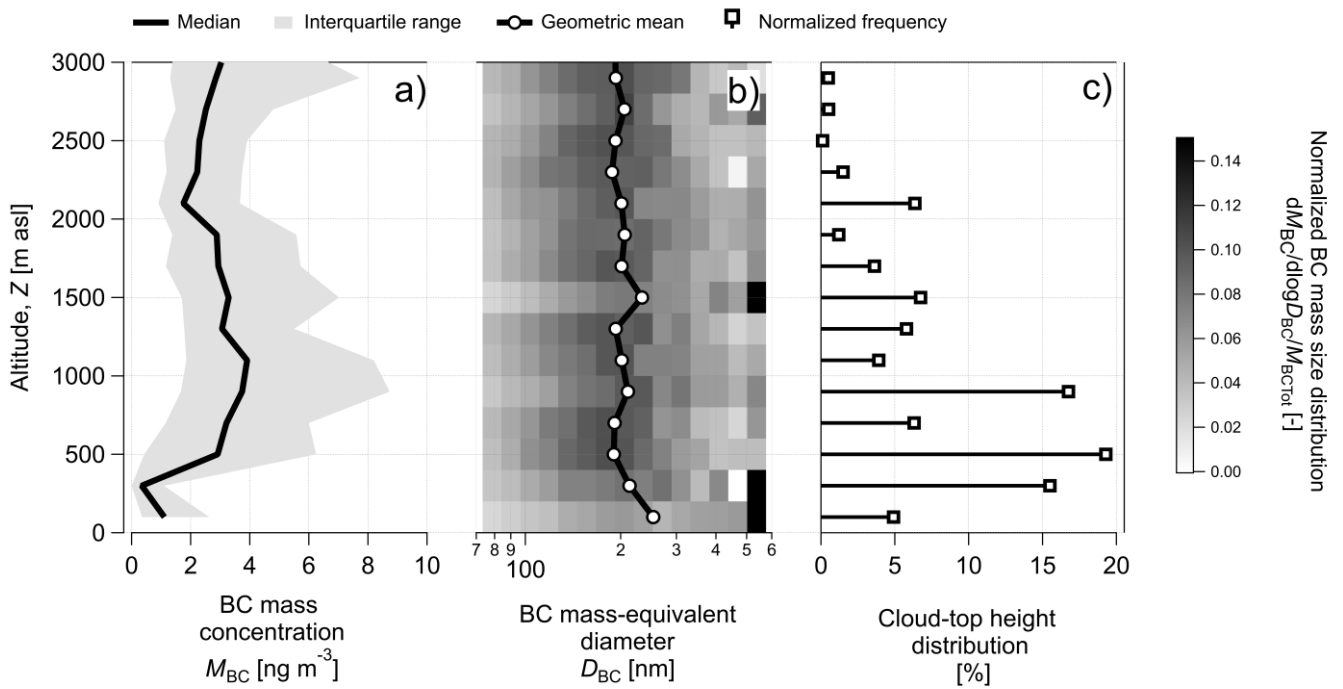 Median Interquartile range Geometric mean Normalized frequency
3000
2500
2000
1500
1000
500
0
Altitude, Z [m asl]
a)
0 2 4 6 8 10
BC mass
concentration
M_BC [ng m⁻³]
b)
7 8 9 100 2 3 4 5 6
BC mass-equivalent
diameter
D_BC [nm]
c)
0 5 10 15 20
Cloud-top height
distribution
[%]
0.14
0.12
0.10
0.08
0.06
0.04
0.02
0.00
Normalized BC mass size distribution
dM_BC/dlogD_BC/M_BCTot [-]